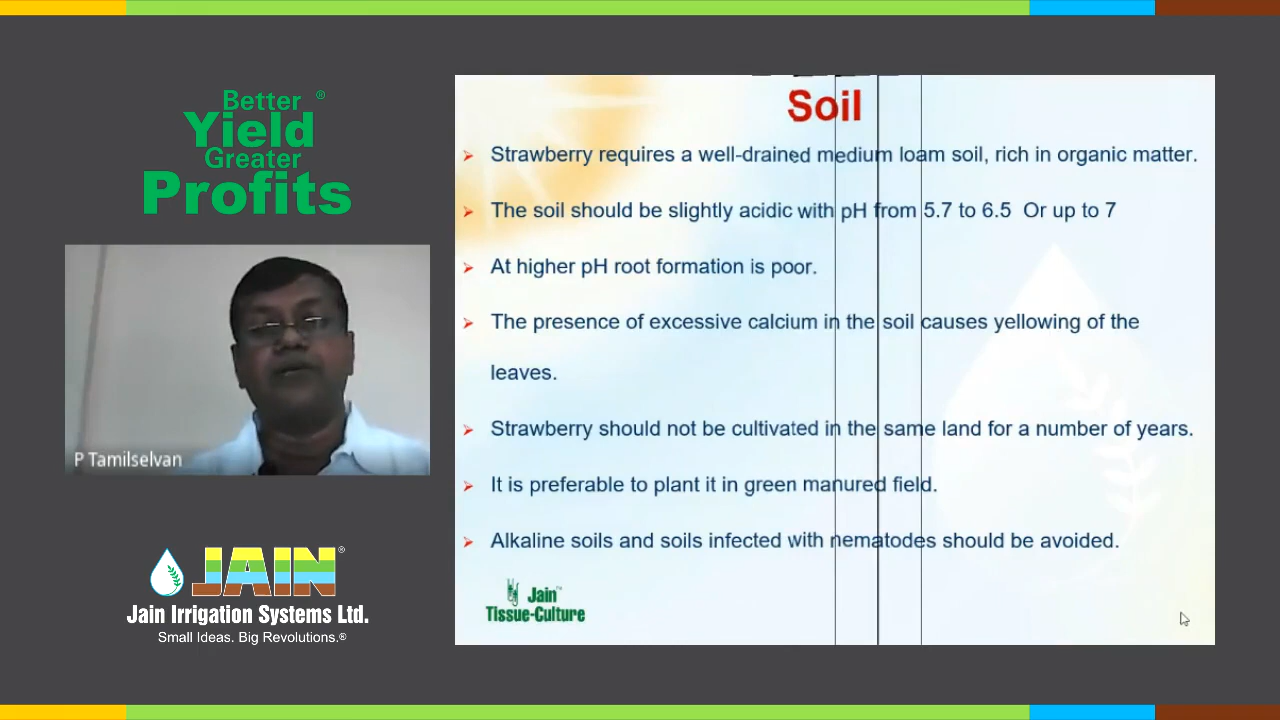 Better ®
Yield
Greater
Profits
P Tamilselvan
JAIN®
Jain Irrigation Systems Ltd.
Small Ideas. Big Revolutions.®
Soil
Strawberry requires a well-drained medium loam soil, rich in organic matter.
The soil should be slightly acidic with pH from 5.7 to 6.5 Or up to 7
At higher pH root formation is poor.
The presence of excessive calcium in the soil causes yellowing of the
leaves.
Strawberry should not be cultivated in the same land for a number of years.
It is preferable to plant it in green manured field.
Alkaline soils and soils infected with nematodes should be avoided.
Jain™
Tissue-Culture